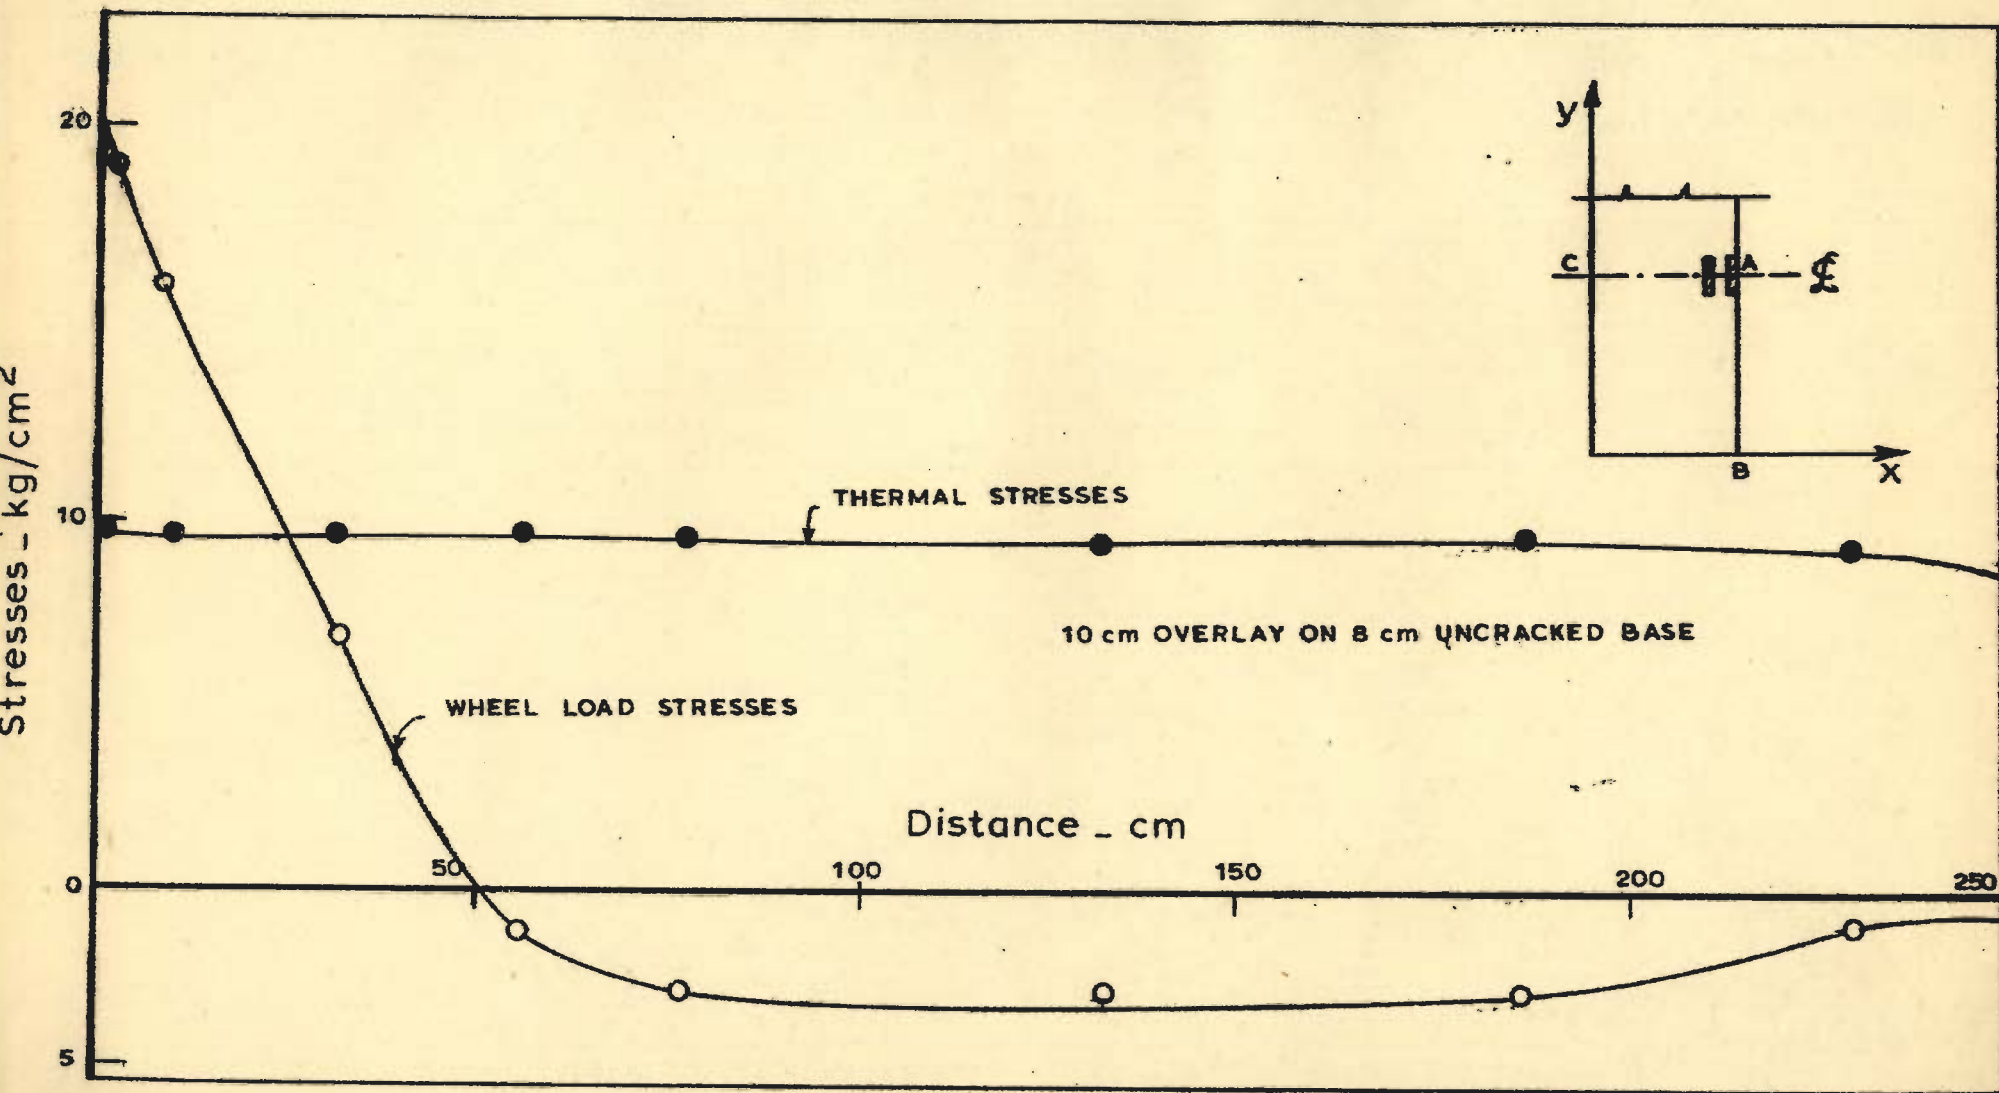 20
10
0
5
Stresses _ kg/cm²
THERMAL STRESSES
10 cm OVERLAY ON 8 cm UNCRACKED BASE
WHEEL LOAD STRESSES
Distance _ cm
50
100
150
200
250
y
C
A
℄
B
X